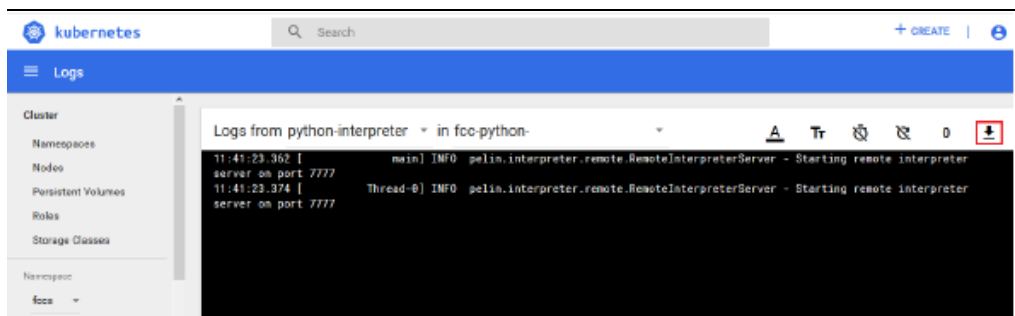 kubernetes
Search
+ CREATE |
Logs
Cluster
Namespaces
Nodes
Persistent Volumes
Roles
Storage Classes
Namespace
fccs
Logs from python-interpreter in fcc-python-
A Tr 0
11:41:23.362 [ main] INFO pelin.interpreter.remote.RemoteInterpreterServer - Starting remote interpreter
server on port 7777
11:41:23.374 [ Thread-0] INFO pelin.interpreter.remote.RemoteInterpreterServer - Starting remote interpreter
server on port 7777